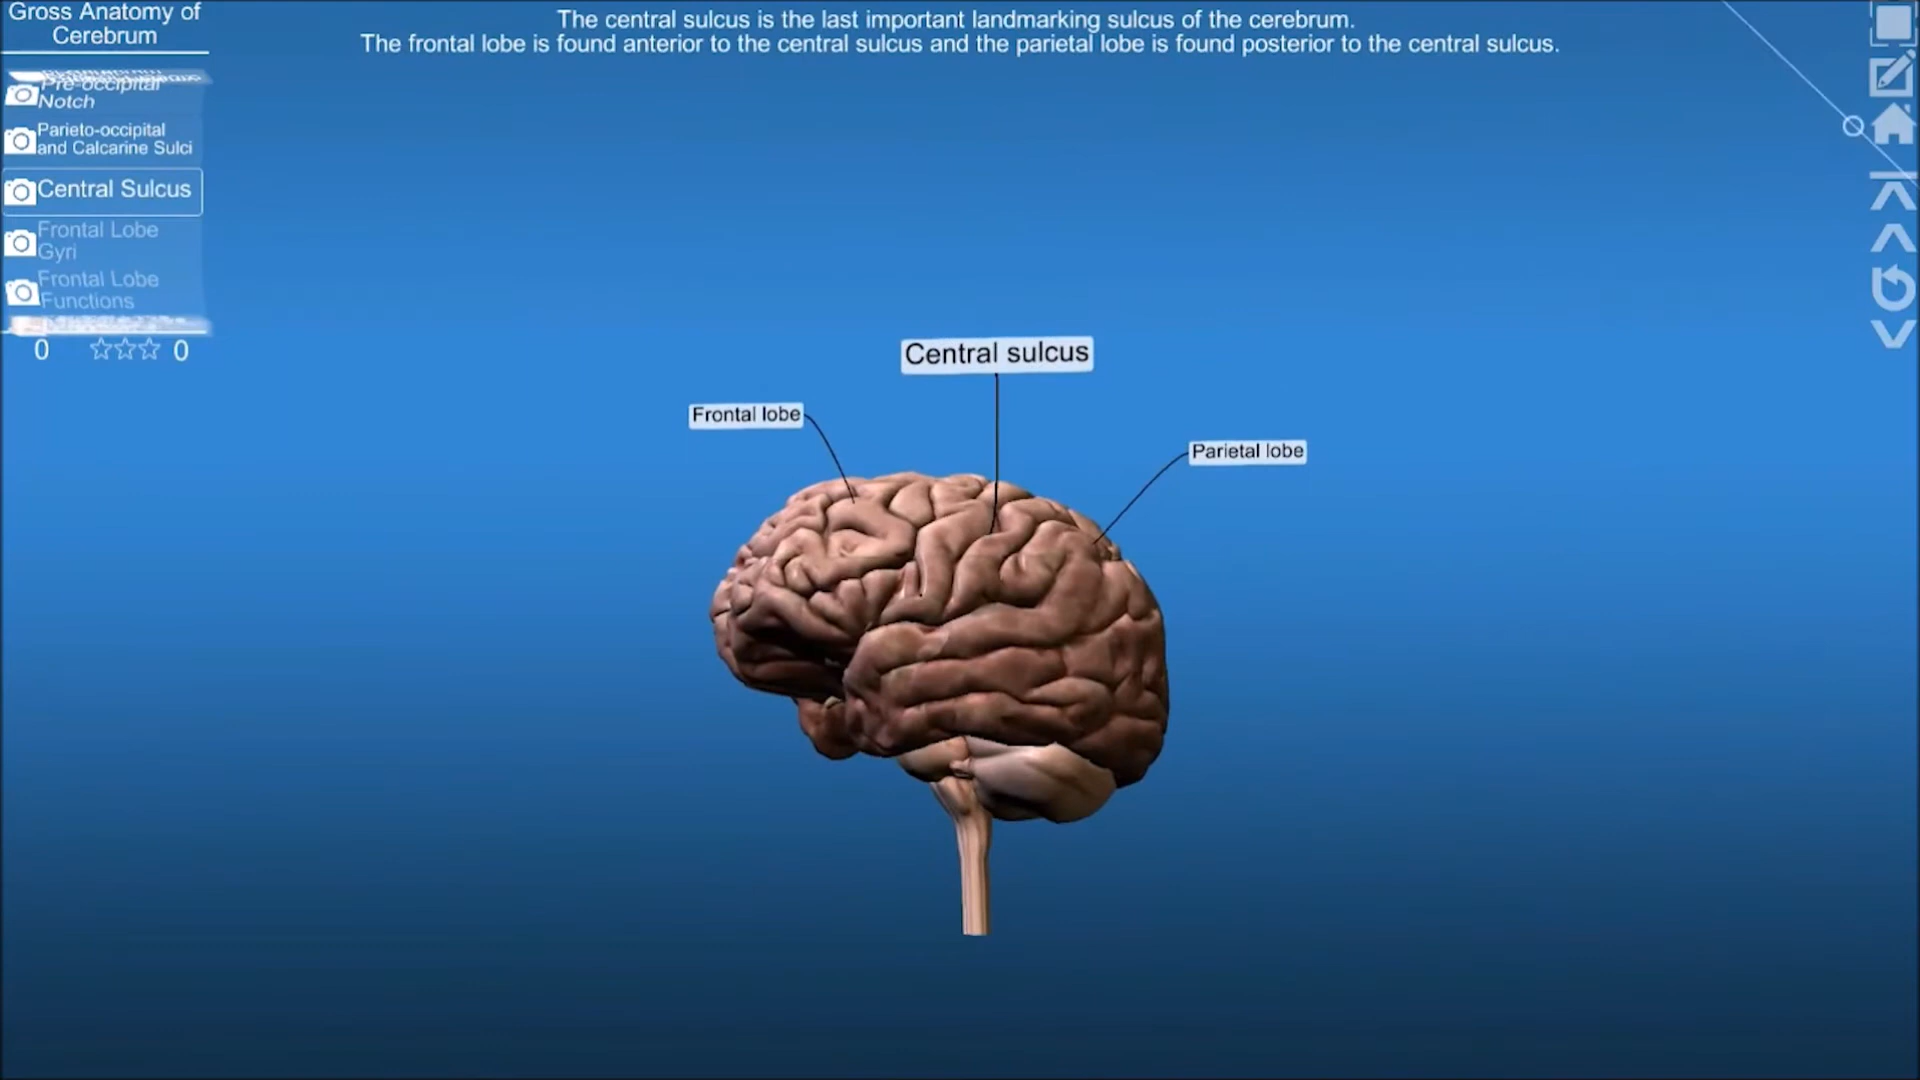 Gross Anatomy of
Cerebrum
The central sulcus is the last important landmarking sulcus of the cerebrum.
The frontal lobe is found anterior to the central sulcus and the parietal lobe is found posterior to the central sulcus.
Pre-occipital
Notch
Parieto-occipital
and Calcarine Sulci
Central Sulcus
Frontal Lobe
Gyri
Frontal Lobe
Functions
0
0
Central sulcus
Frontal lobe
Parietal lobe